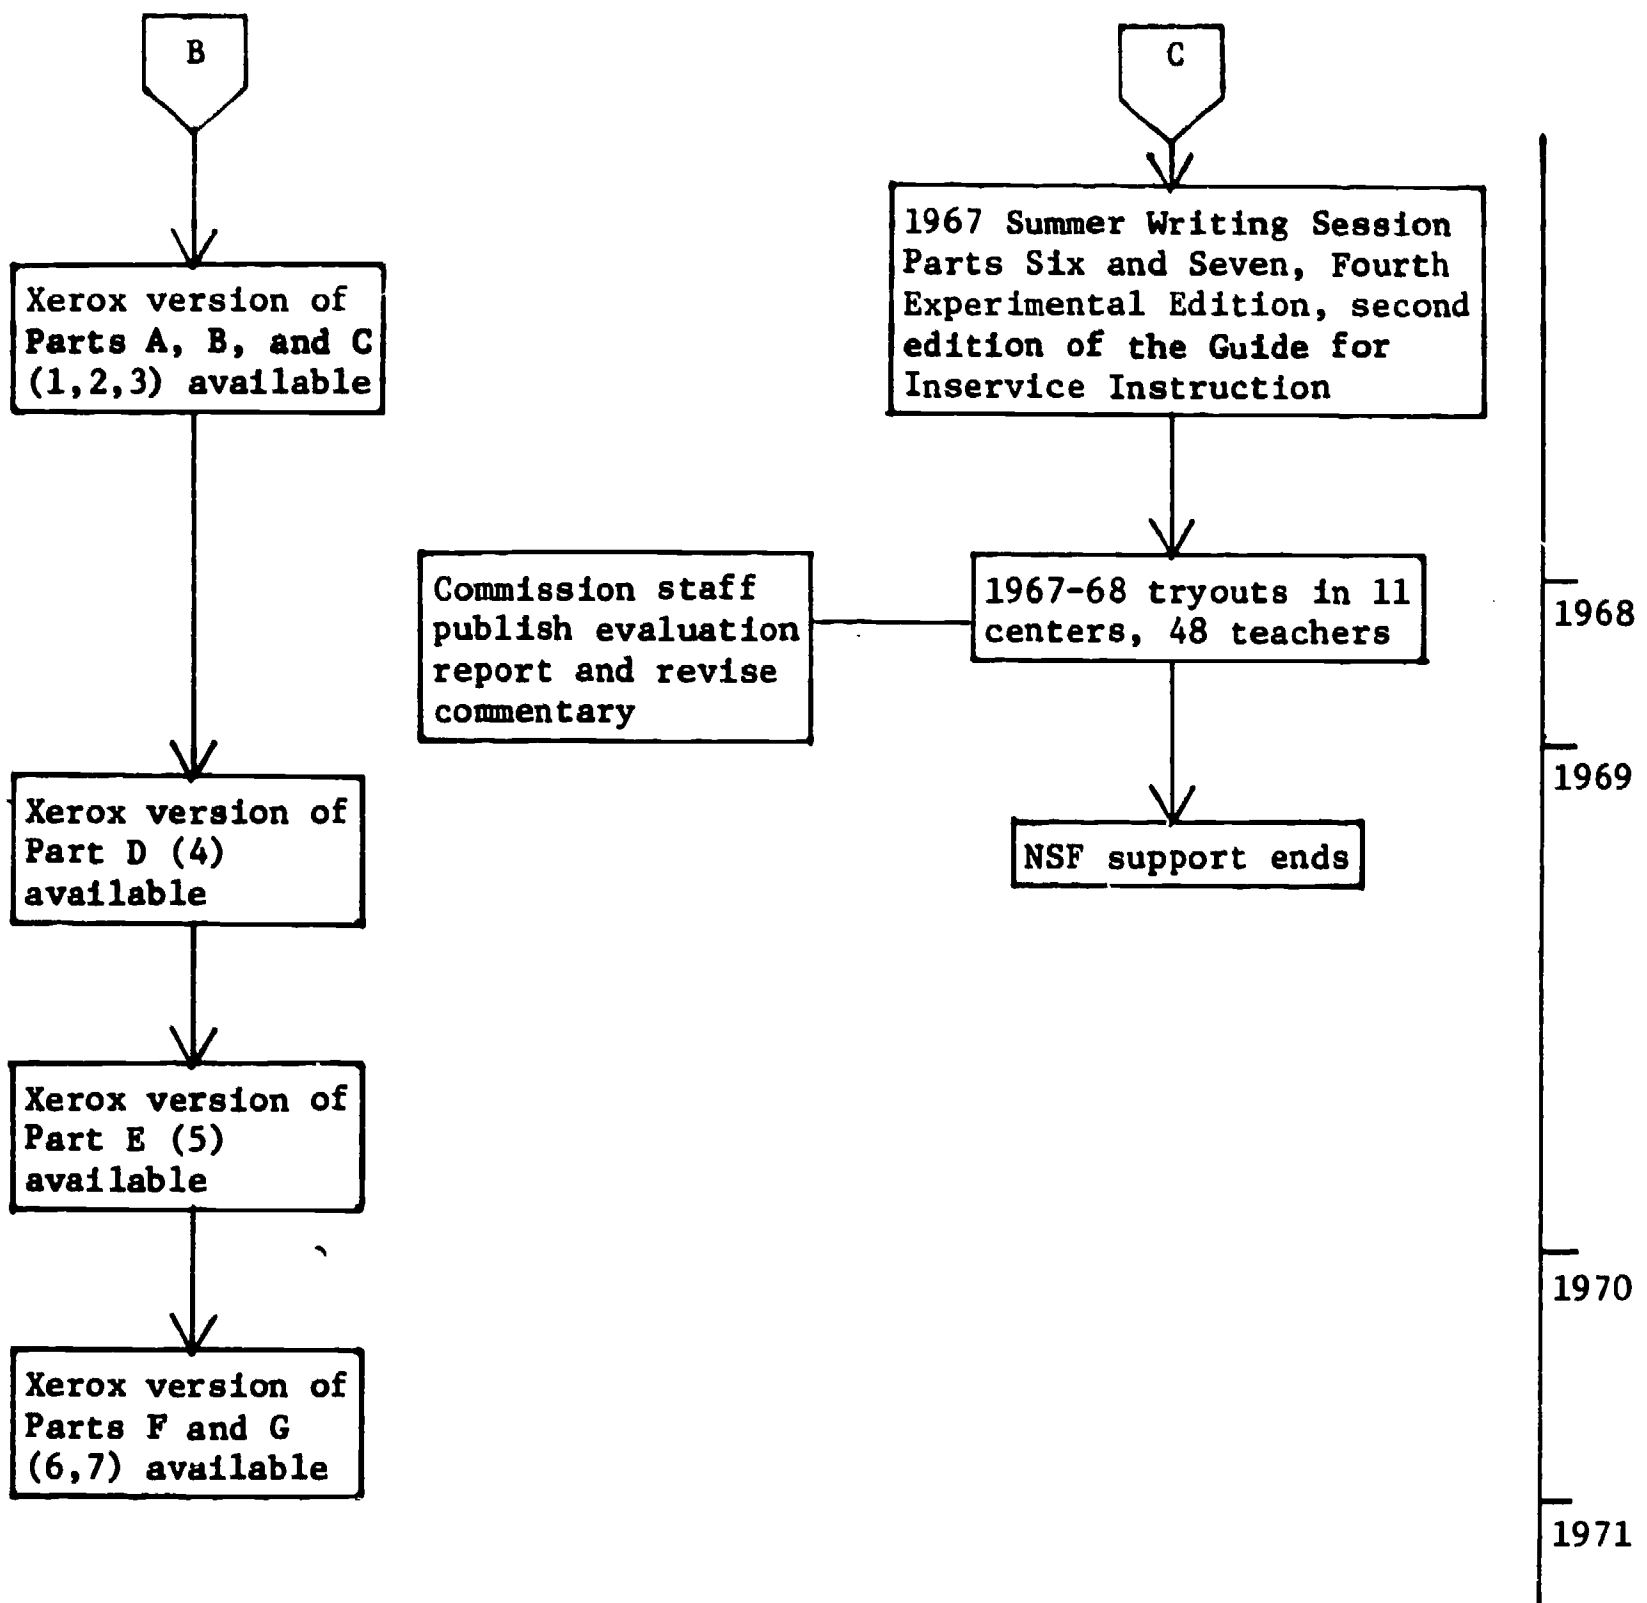 B
Xerox version of
Parts A, B, and C
(1,2,3) available
Xerox version of
Part D (4)
available
Xerox version of
Part E (5)
available
Xerox version of
Parts F and G
(6,7) available
C
1967 Summer Writing Session
Parts Six and Seven, Fourth
Experimental Edition, second
edition of the Guide for
Inservice Instruction
Commission staff
publish evaluation
report and revise
commentary
1967-68 tryouts in 11
centers, 48 teachers
NSF support ends
1968
1969
1970
1971